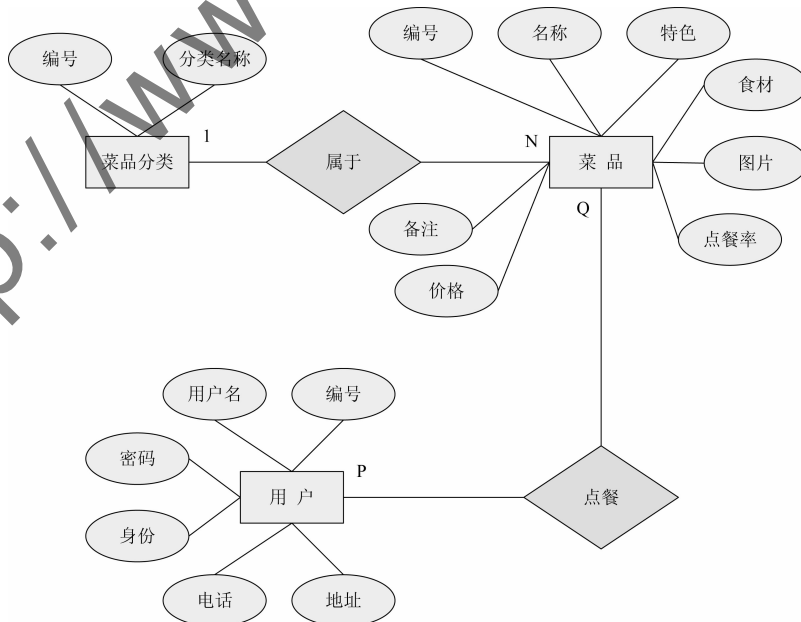 编号
分类名称
编号
名称
特色
食材
菜品分类
1
属于
N
菜 品
图片
Q
备注
点餐率
价格
用户名
编号
密码
P
用 户
点餐
身份
电话
地址
p://ww